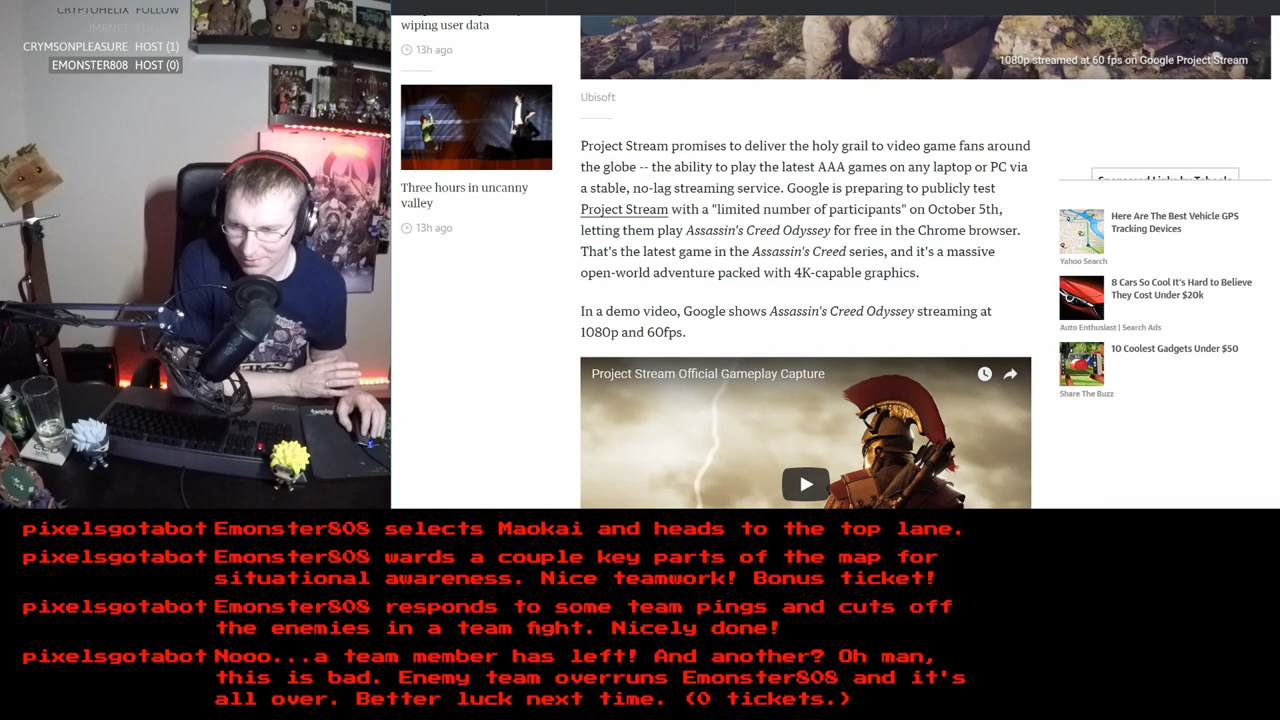 CRYPTOHELIX FOLLOW
JMBNET FOLLOW
CRYMSONPLEASURE HOST (1)
EMONSTER808 HOST (0)
wiping user data
13h ago
Three hours in uncanny
valley
13h ago
1080p streamed at 60 fps on Google Project Stream
Ubisoft
Project Stream promises to deliver the holy grail to video game fans around
the globe -- the ability to play the latest AAA games on any laptop or PC via
a stable, no-lag streaming service. Google is preparing to publicly test
Project Stream with a "limited number of participants" on October 5th,
letting them play Assassin's Creed Odyssey for free in the Chrome browser.
That's the latest game in the Assassin's Creed series, and it's a massive
open-world adventure packed with 4K-capable graphics.
In a demo video, Google shows Assassin's Creed Odyssey streaming at
1080p and 60fps.
Project Stream Official Gameplay Capture
Sponsored Links by Taboola
Here Are The Best Vehicle GPS
Tracking Devices
Yahoo Search
8 Cars So Cool It's Hard to Believe
They Cost Under $20k
Auto Enthusiast | Search Ads
10 Coolest Gadgets Under $50
Share The Buzz
pixelsgotabot Emonster808 selects Maokai and heads to the top lane.
pixelsgotabot Emonster808 wards a couple key parts of the map for
situational awareness. Nice teamwork! Bonus ticket!
pixelsgotabot Emonster808 responds to some team pings and cuts off
the enemies in a team fight. Nicely done!
pixelsgotabot Nooo...a team member has left! And another? Oh man,
this is bad. Enemy team overruns Emonster808 and it's
all over. Better luck next time. (0 tickets.)